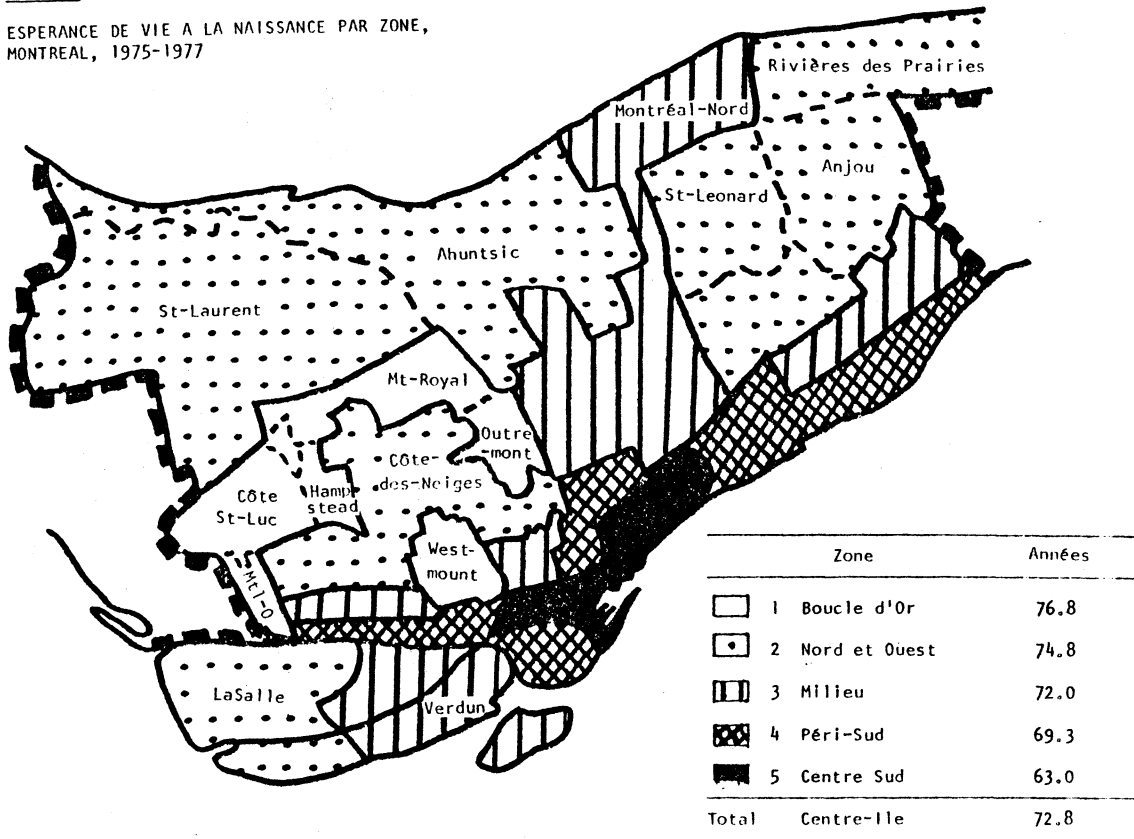 ESPERANCE DE VIE A LA NAISSANCE PAR ZONE,
MONTREAL, 1975-1977
Rivières des Prairies
Montréal-Nord
Anjou
St-Leonard
Ahuntsic
St-Laurent
Mt-Royal
Outre
-mont
Côte-
des-Neiges
Côte
St-Luc
Hamp
stead
West-
mount
Mtl-O
LaSalle
Verdun
Zone Années
1 Boucle d'Or 76.8
2 Nord et Ouest 74.8
3 Milieu 72.0
4 Péri-Sud 69.3
5 Centre Sud 63.0
Total Centre-Ile 72.8